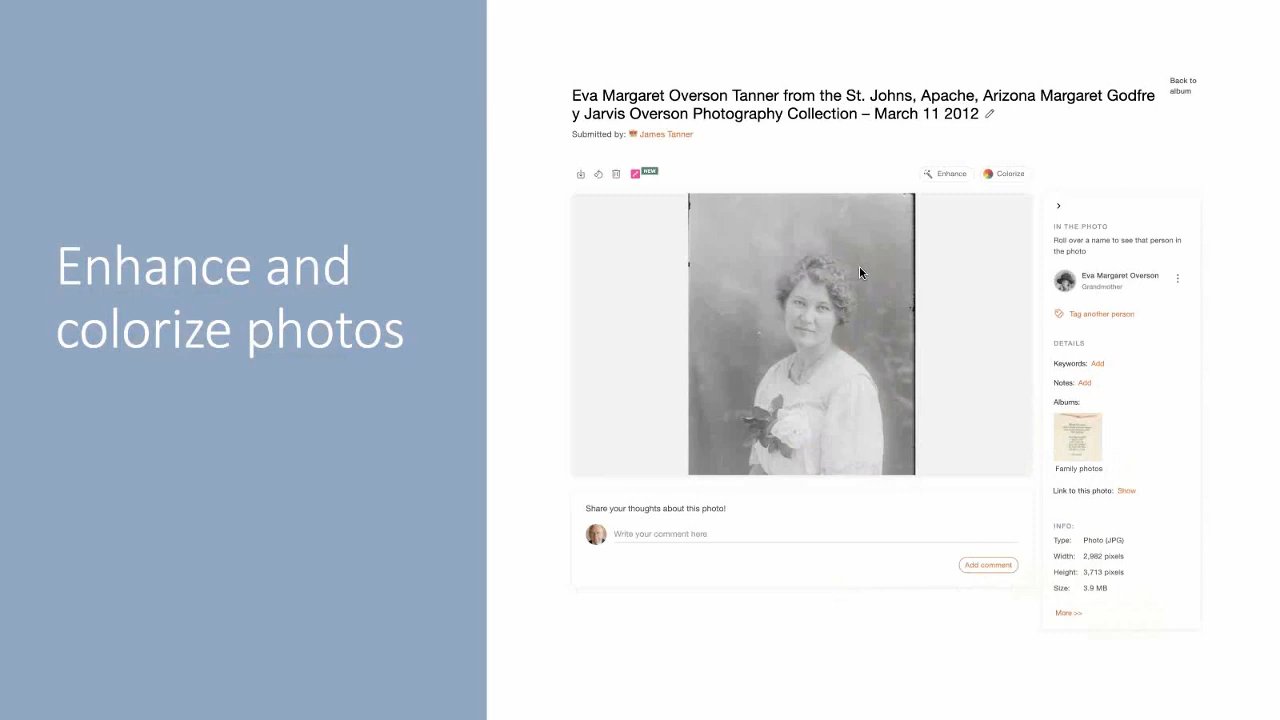 Enhance and
colorize photos
Back to
album
Eva Margaret Overson Tanner from the St. Johns, Apache, Arizona Margaret Godfre
y Jarvis Overson Photography Collection – March 11 2012
Submitted by: James Tanner
NEW
Enhance
Colorize
IN THE PHOTO
Roll over a name to see that person in
the photo
Eva Margaret Overson
Grandmother
Tag another person
DETAILS
Keywords: Add
Notes: Add
Albums:
Family photos
Link to this photo: Show
INFO:
Type: Photo (JPG)
Width: 2,982 pixels
Height: 3,713 pixels
Size: 3.9 MB
More >>
Share your thoughts about this photo!
Write your comment here
Add comment